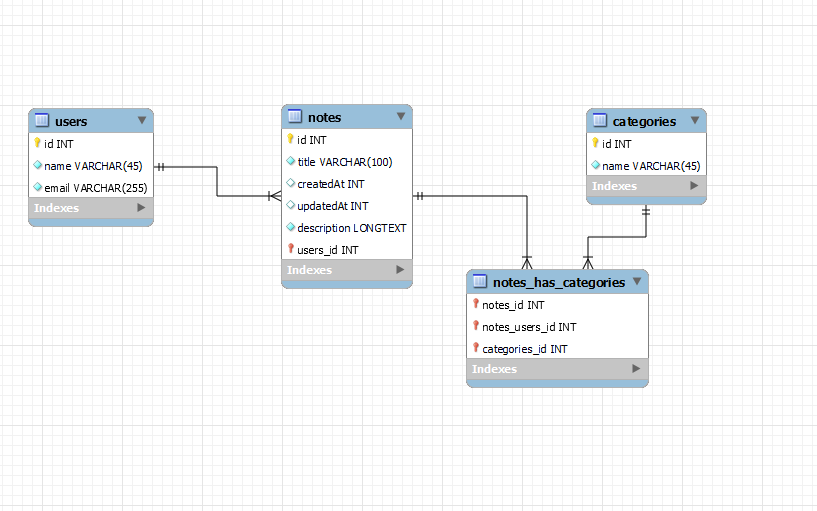 users
id INT
name VARCHAR(45)
email VARCHAR(255)
Indexes
notes
id INT
title VARCHAR(100)
createdAt INT
updatedAt INT
description LONGTEXT
users_id INT
Indexes
categories
id INT
name VARCHAR(45)
Indexes
notes_has_categories
notes_id INT
notes_users_id INT
categories_id INT
Indexes